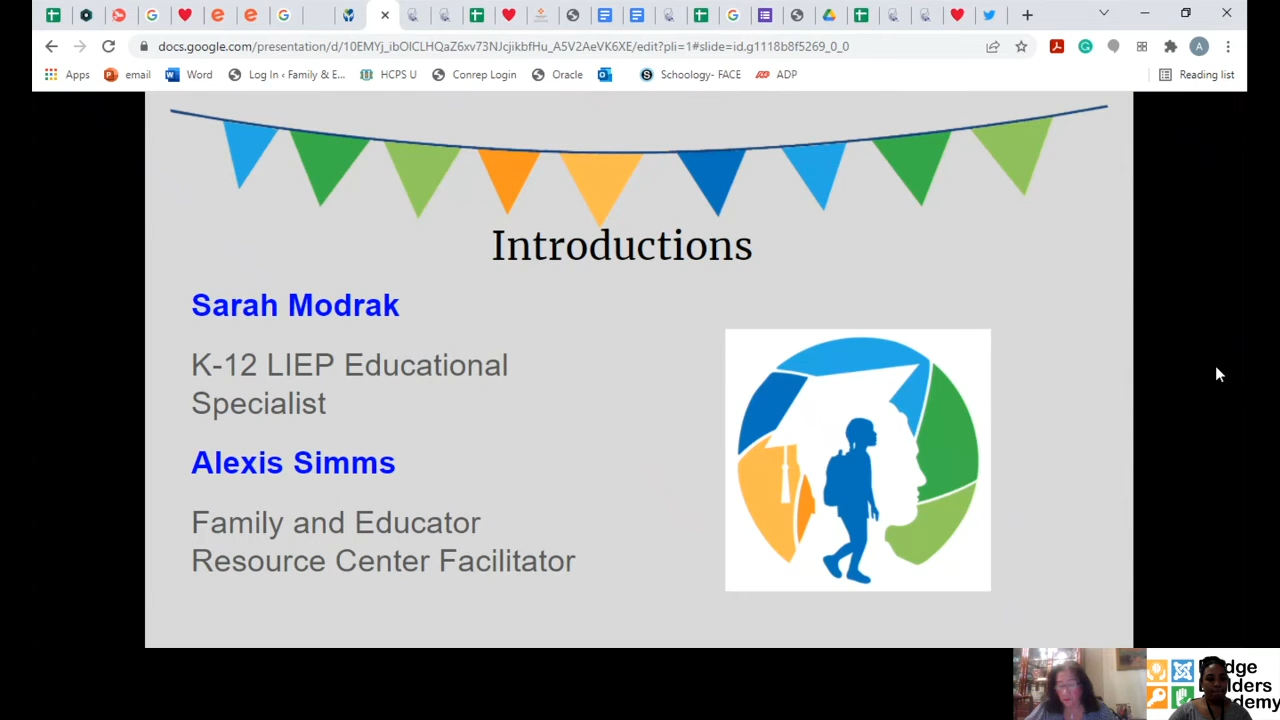 docs.google.com/presentation/d/10EMYj_ibOICLHQaZ6xv73NJcjikbfHu_A5V2AeVK6XE/edit?pli=1#slide=id.g1118b2f5269_0_0
Apps email Word Log In ‹ Family & E... HCPS U Conrep Login Oracle Schoology- FACE ADP Reading list
Introductions
Sarah Modrak
K-12 LIEP Educational
Specialist
Alexis Simms
Family and Educator
Resource Center Facilitator